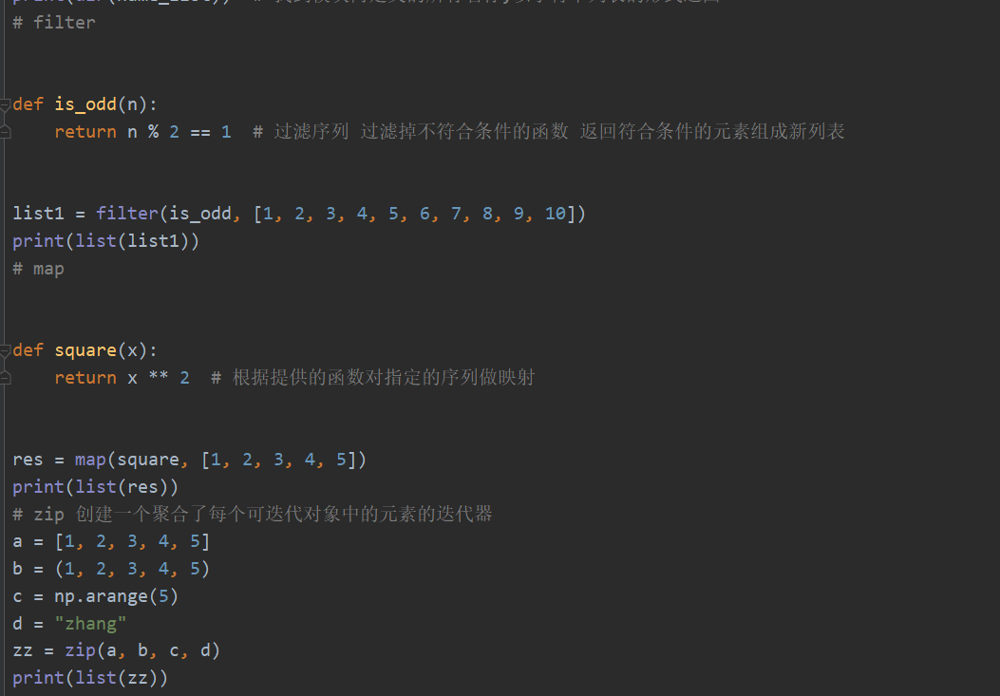 # filter
def is_odd(n):
    return n % 2 == 1  # 过滤序列 过滤掉不符合条件的函数 返回符合条件的元素组成新列表
list1 = filter(is_odd, [1, 2, 3, 4, 5, 6, 7, 8, 9, 10])
print(list(list1))
# map
def square(x):
    return x ** 2  # 根据提供的函数对指定的序列做映射
res = map(square, [1, 2, 3, 4, 5])
print(list(res))
# zip 创建一个聚合了每个可迭代对象中的元素的迭代器
a = [1, 2, 3, 4, 5]
b = (1, 2, 3, 4, 5)
c = np.arange(5)
d = "zhang"
zz = zip(a, b, c, d)
print(list(zz))